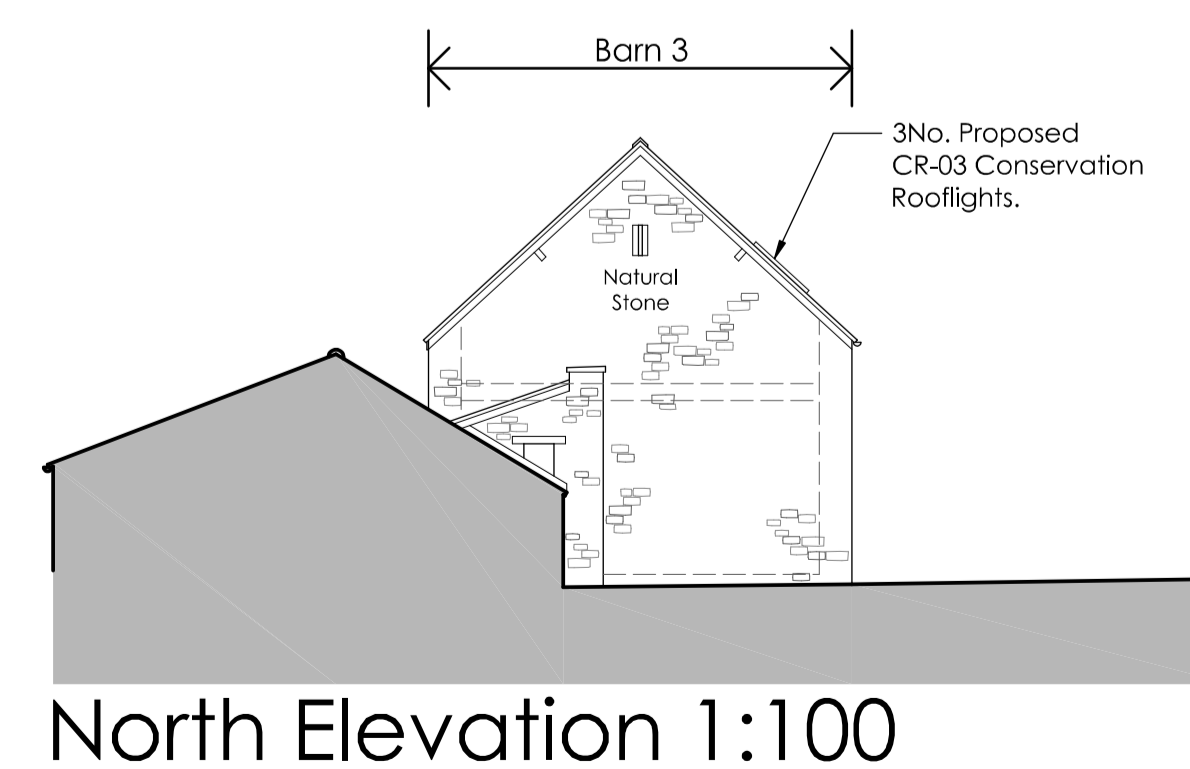 Barn 3
3No. Proposed
CR-03 Conservation
Rooflights.
Natural
Stone
North Elevation 1:100